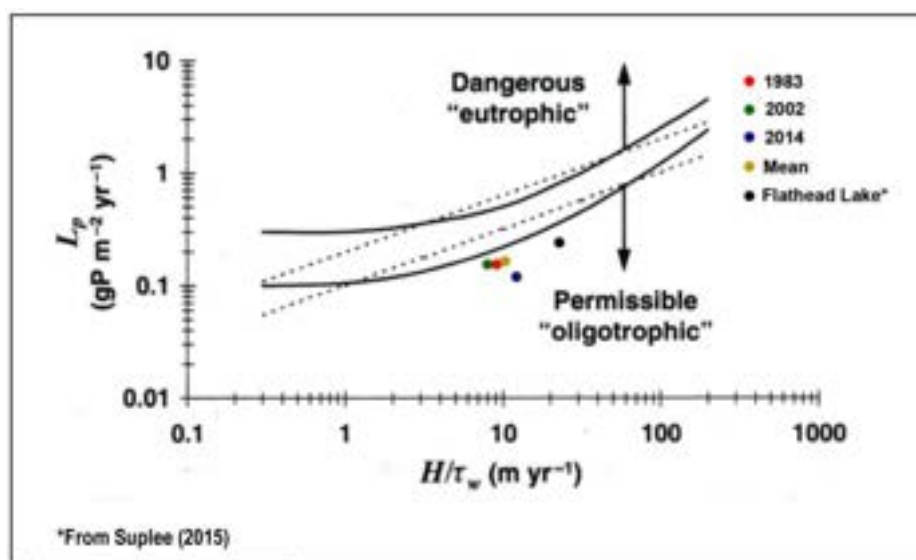 10
1
0.1
0.01
L_p
(gP m⁻² yr⁻¹)
Dangerous
"eutrophic"
Permissible
"oligotrophic"
1983
2002
2014
Mean
Flathead Lake*
0.1
1
10
100
1000
H/τ_w (m yr⁻¹)
*From Suplee (2015)